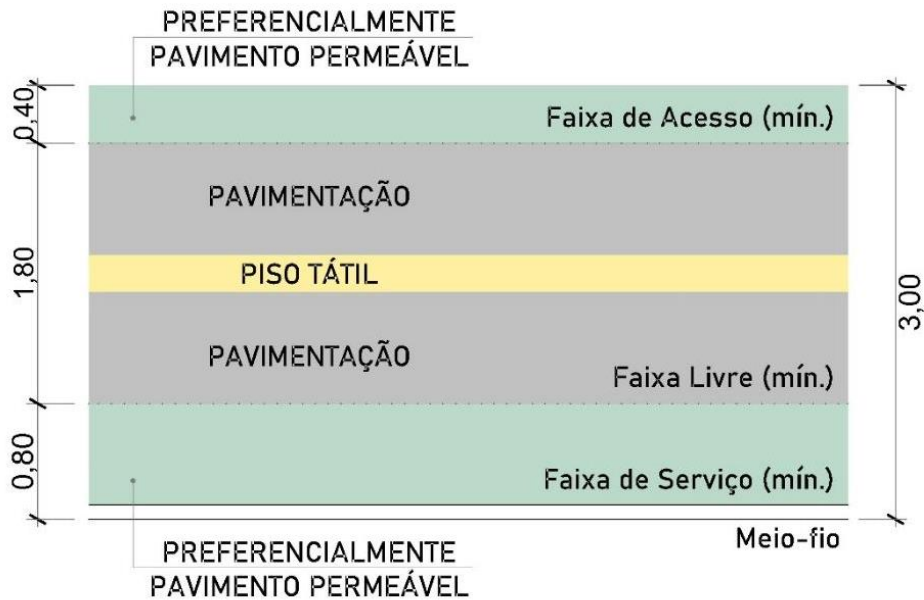 PREFERENCIALMENTE
PAVIMENTO PERMEÁVEL
0,40
Faixa de Acesso (mín.)
PAVIMENTAÇÃO
1,80
PISO TÁTIL
3,00
PAVIMENTAÇÃO
Faixa Livre (mín.)
0,80
Faixa de Serviço (mín.)
Meio-fio
PREFERENCIALMENTE
PAVIMENTO PERMEÁVEL